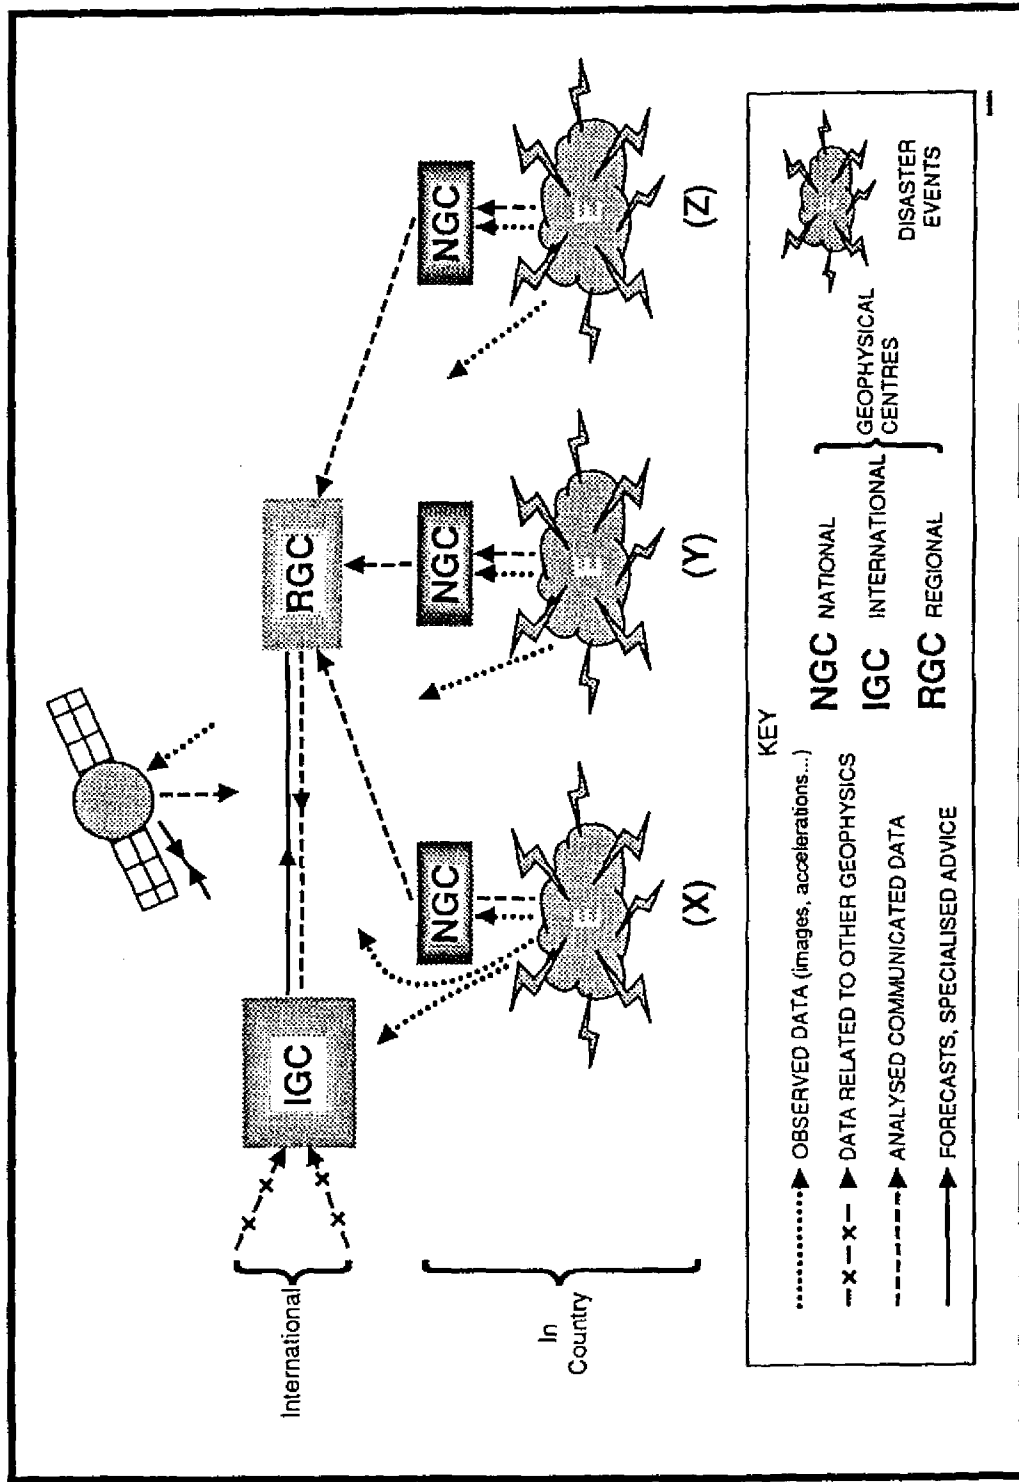 International
IGC
RGC
In
Country
NGC
NGC
NGC
E
E
E
(X)
(Y)
(Z)
KEY
OBSERVED DATA (images, accelerations...)
DATA RELATED TO OTHER GEOPHYSICS
ANALYSED COMMUNICATED DATA
FORECASTS, SPECIALISED ADVICE
NGC NATIONAL
IGC INTERNATIONAL
RGC REGIONAL
GEOPHYSICAL
CENTRES
E
DISASTER
EVENTS